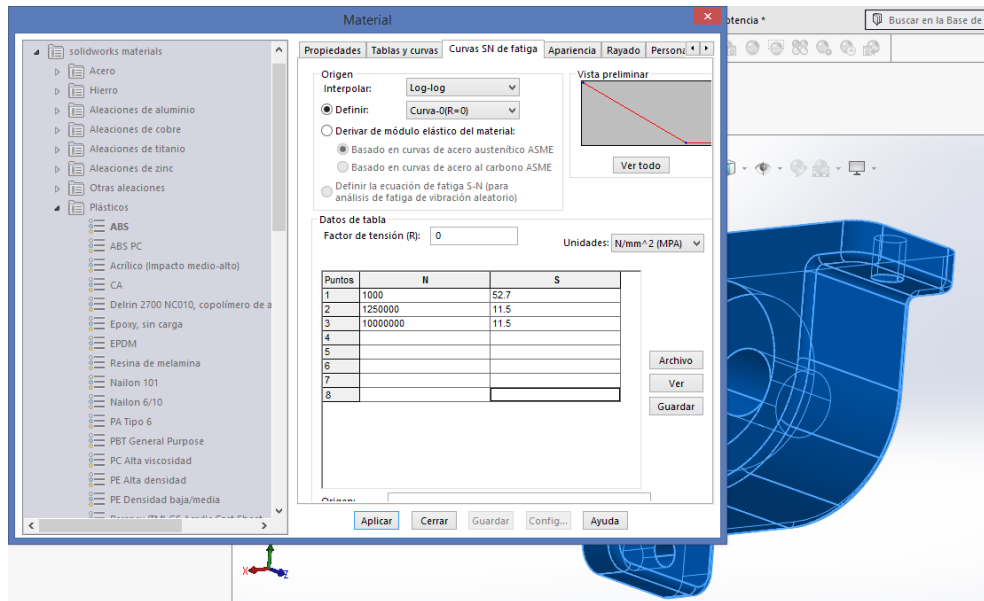 Material
otencia *
Buscar en la Base de
solidworks materials
Acero
Hierro
Aleaciones de aluminio
Aleaciones de cobre
Aleaciones de titanio
Aleaciones de zinc
Otras aleaciones
Plásticos
ABS
ABS PC
Acrílico (Impacto medio-alto)
CA
Delrin 2700 NC010, copolímero de a
Epoxy, sin carga
EPDM
Resina de melamina
Nailon 101
Nailon 6/10
PA Tipo 6
PBT General Purpose
PC Alta viscosidad
PE Alta densidad
PE Densidad baja/media
Propiedades Tablas y curvas Curvas SN de fatiga Apariencia Rayado Persona
Origen
Interpolar: Log-log
Definir: Curva-0(R=0)
Derivar de módulo elástico del material:
Basado en curvas de acero austenítico ASME
Basado en curvas de acero al carbono ASME
Definir la ecuación de fatiga S-N (para
análisis de fatiga de vibración aleatorio)
Vista preliminar
Ver todo
Datos de tabla
Factor de tensión (R): 0
Unidades: N/mm^2 (MPA)
Puntos N S
1 1000 52.7
2 1250000 11.5
3 10000000 11.5
4
5
6
7
8
Archivo
Ver
Guardar
Origen:
Aplicar Cerrar Guardar Config... Ayuda
X
Z